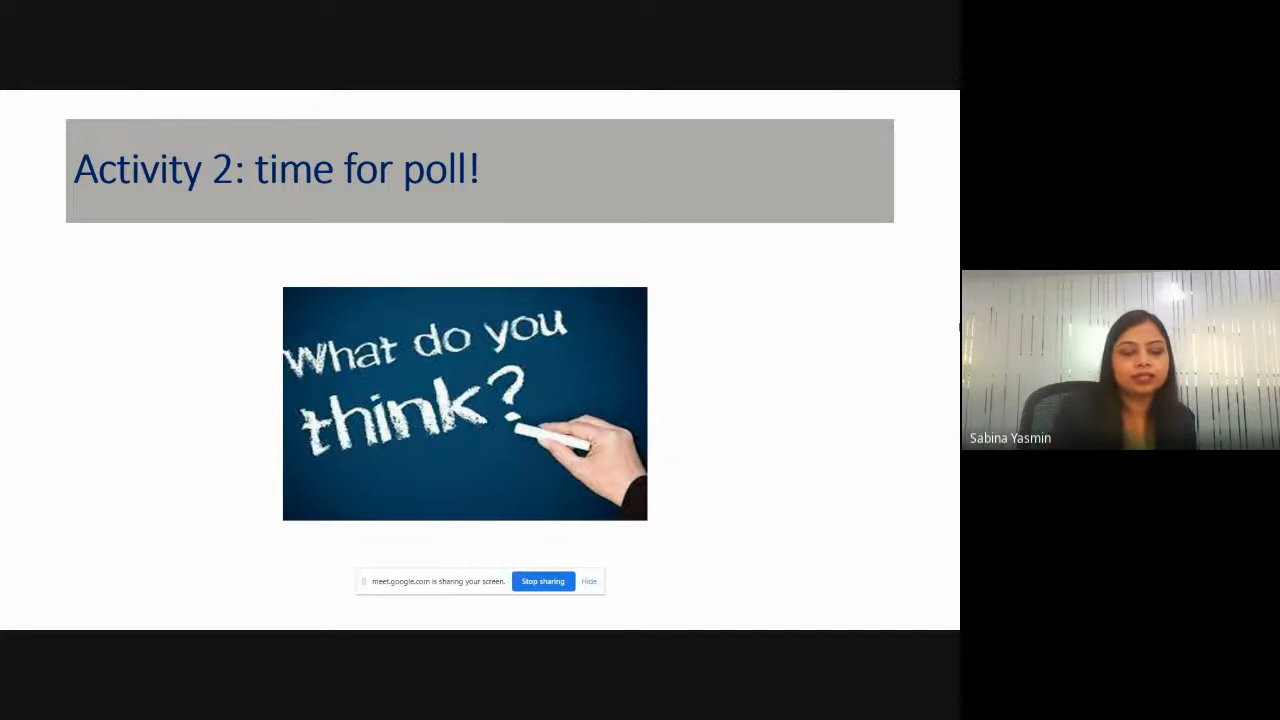 Activity 2: time for poll!
What do you
think?
meet.google.com is sharing your screen. Stop sharing Hide
Sabina Yasmin